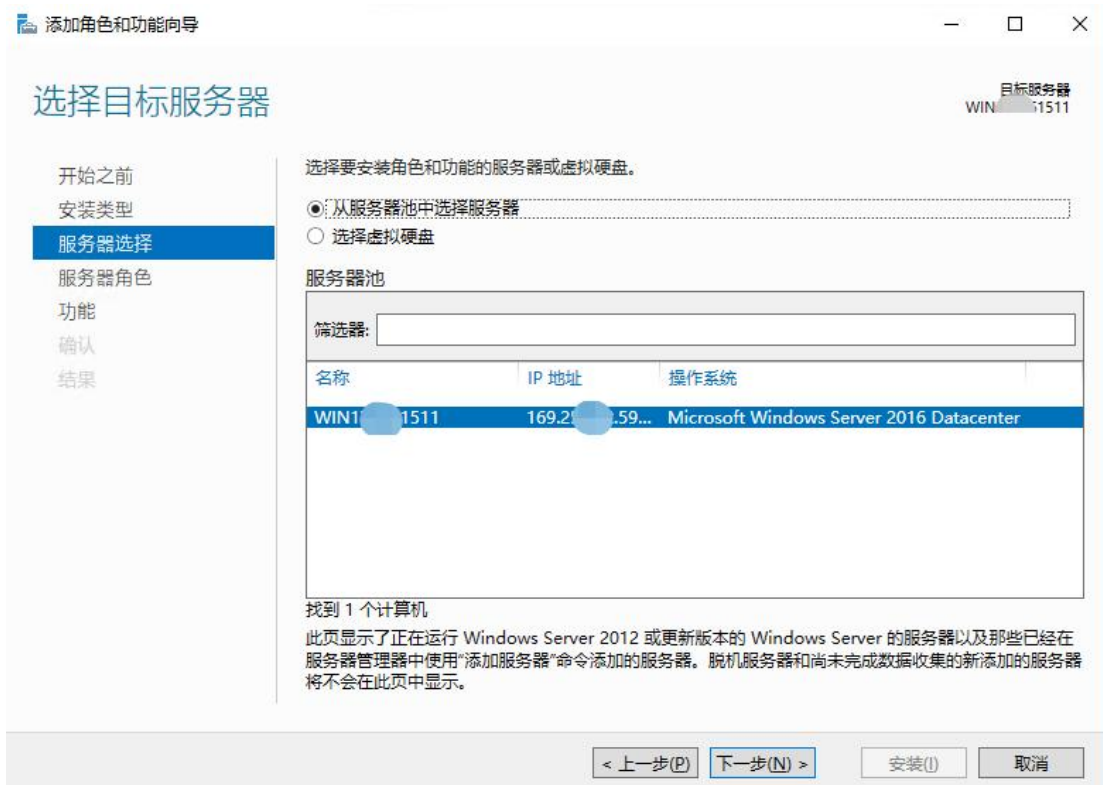 添加角色和功能向导
选择目标服务器
目标服务器
WIN 1511
开始之前
安装类型
服务器选择
服务器角色
功能
确认
结果
选择要安装角色和功能的服务器或虚拟硬盘。
从服务器池中选择服务器
选择虚拟硬盘
服务器池
筛选器:
名称 IP 地址 操作系统
WIN1 1511 169.2 .59... Microsoft Windows Server 2016 Datacenter
找到 1 个计算机
此页显示了正在运行 Windows Server 2012 或更新版本的 Windows Server 的服务器以及那些已经在
服务器管理器中使用“添加服务器”命令添加的服务器。脱机服务器和尚未完成数据收集的新添加的服务器
将不会在此页中显示。
< 上一步(P) 下一步(N) > 安装(I) 取消